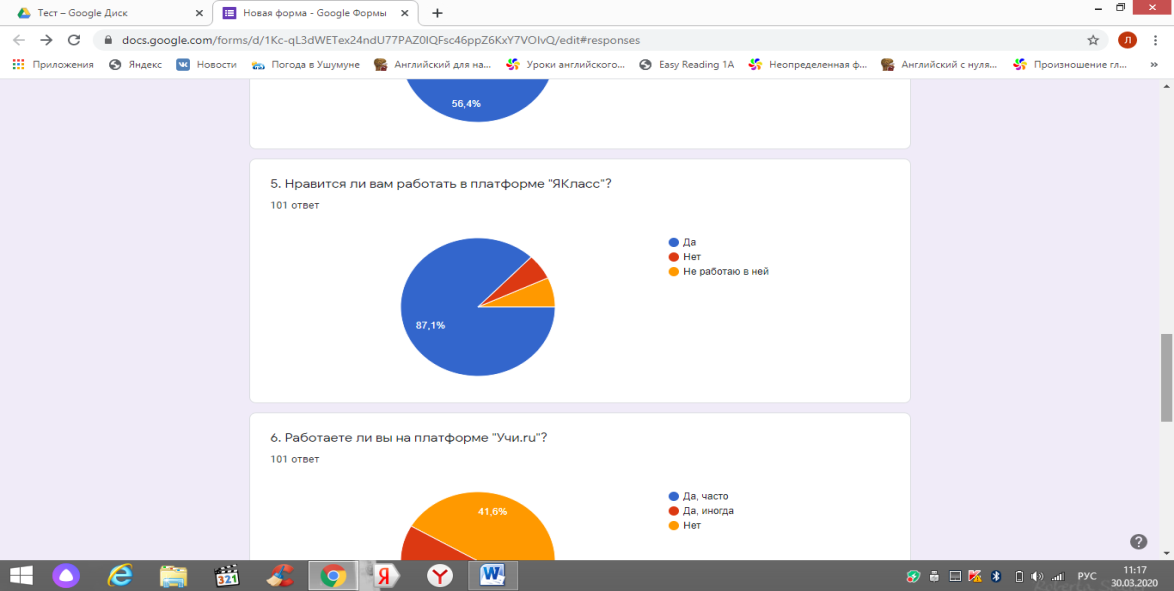 Тест – Google Диск
Новая форма - Google Формы
docs.google.com/forms/d/1Kc-qL3dWETex24ndU77PAZ0IQFsc46ppZ6KxY7VOIvQ/edit#responses
Л
Приложения
Яндекс
Новости
Погода в Ушумуне
Английский для на...
Уроки английского...
Easy Reading 1A
Неопределенная ф...
Английский с нуля...
Произношение гл...
56,4%
5. Нравится ли вам работать в платформе "ЯКласс"?
101 ответ
Да
Нет
Не работаю в ней
87,1%
6. Работаете ли вы на платформе "Учи.ru"?
101 ответ
Да, часто
Да, иногда
Нет
41,6%
321
РУС
11:17
30.03.2020